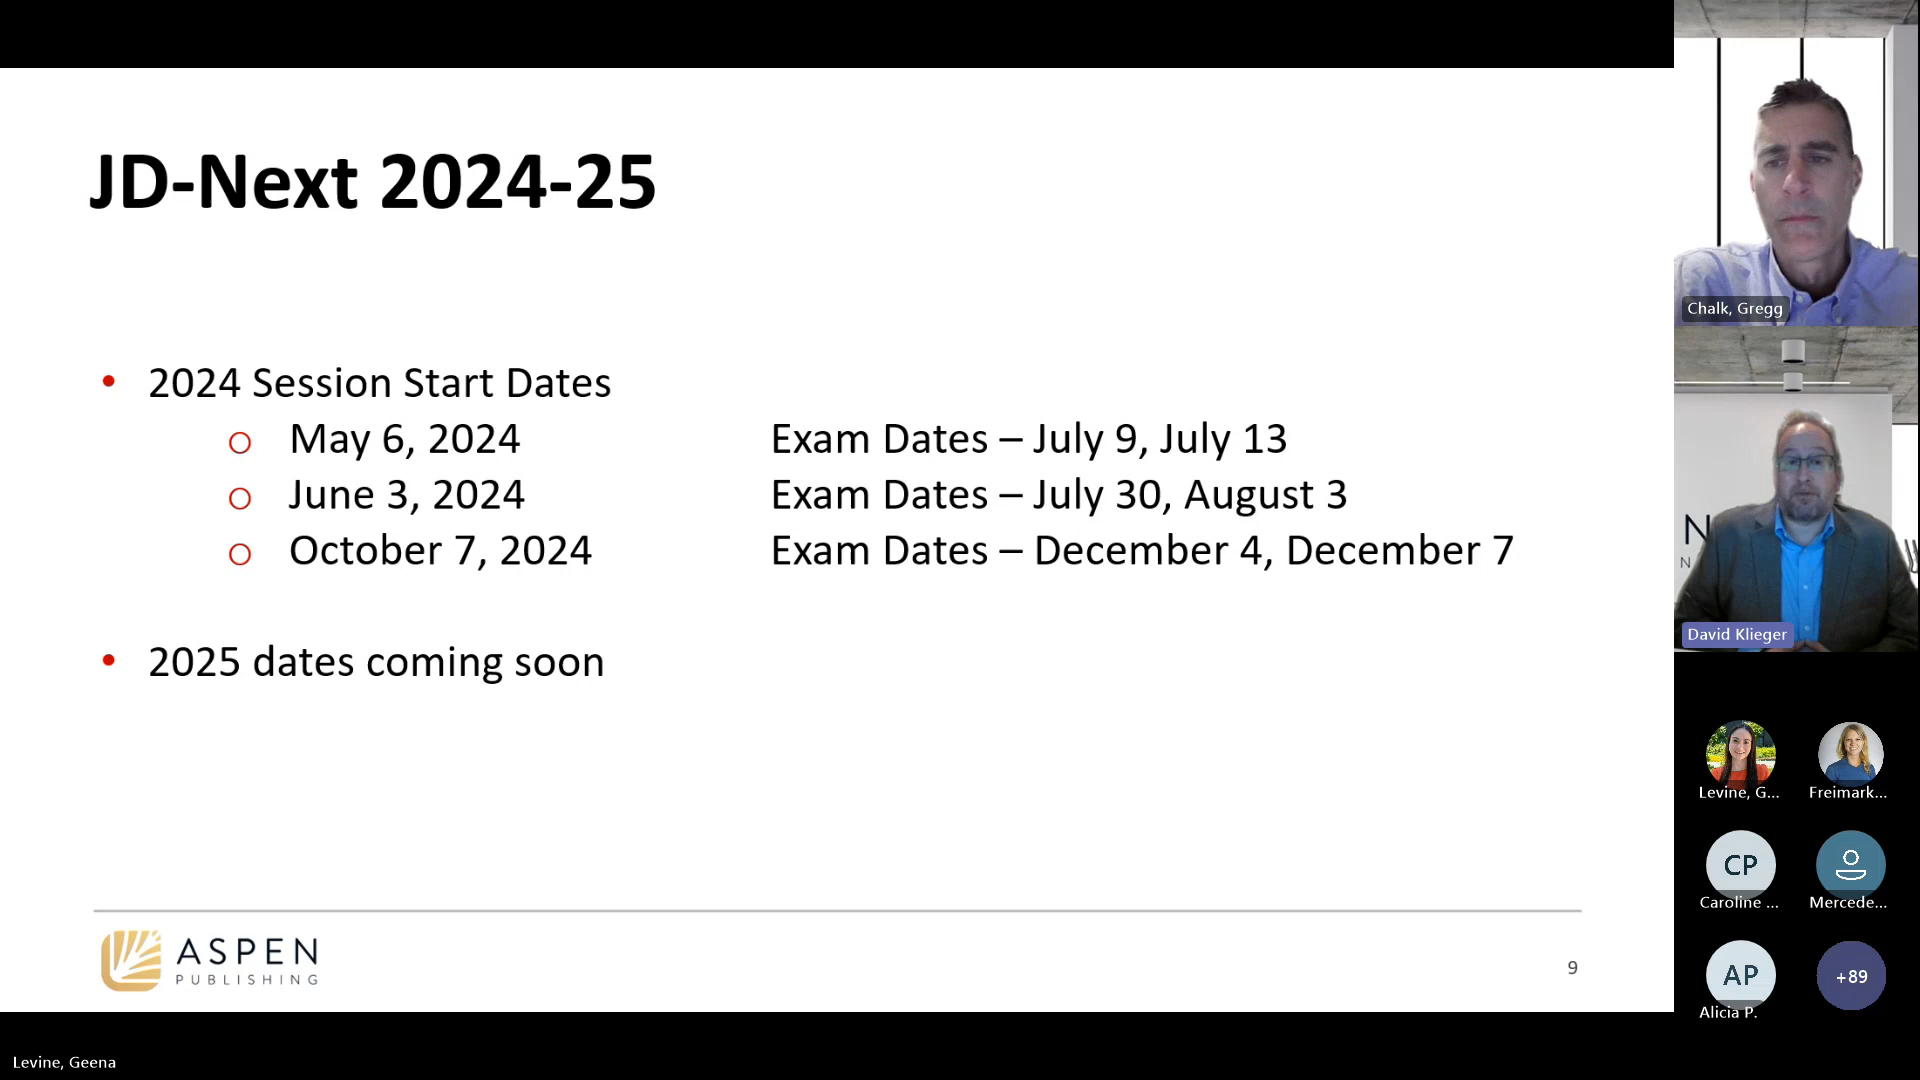 JD-Next 2024-25
• 2024 Session Start Dates
o May 6, 2024 Exam Dates – July 9, July 13
o June 3, 2024 Exam Dates – July 30, August 3
o October 7, 2024 Exam Dates – December 4, December 7
• 2025 dates coming soon
ASPEN
PUBLISHING
9
Chalk, Gregg
N
N
David Klieger
Levine, G...
Freimark...
CP
Caroline ...
Mercede...
AP
Alicia P.
+89
Levine, Geena